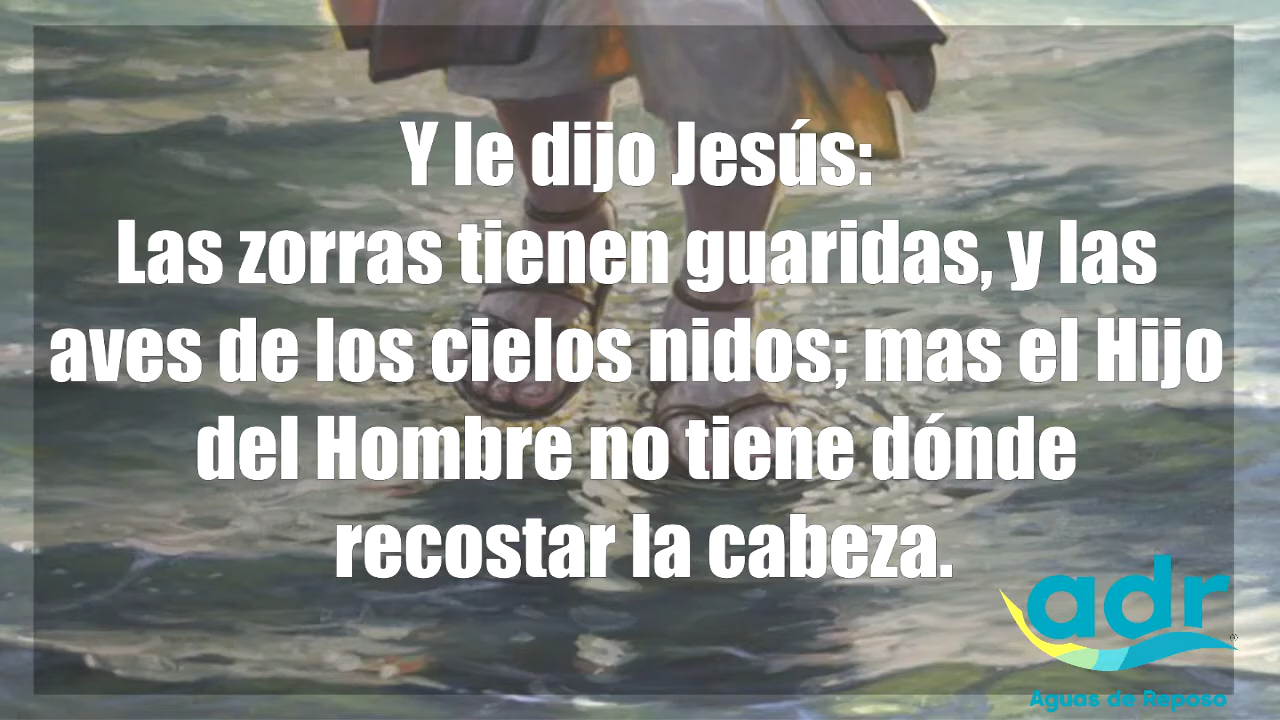 Y le dijo Jesús:
Las zorras tienen guaridas, y las
aves de los cielos nidos; mas el Hijo
del Hombre no tiene dónde
recostar la cabeza.
adr
®
Aguas de Reposo